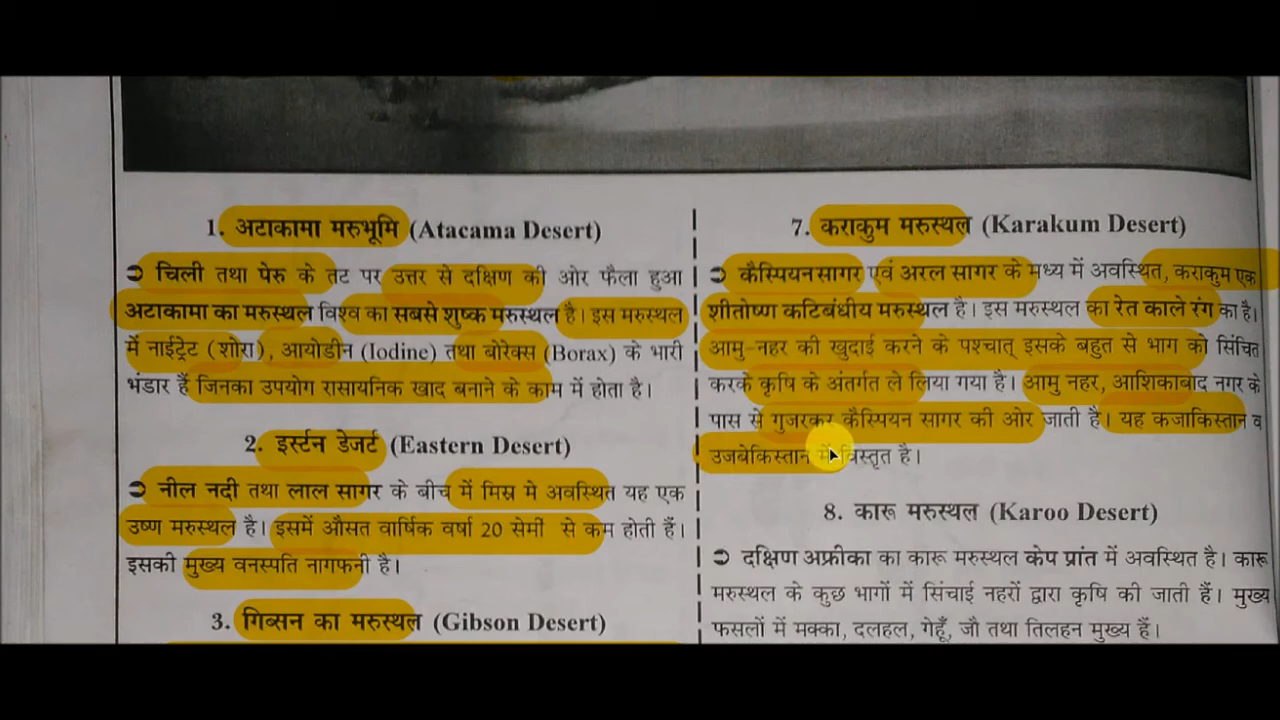 1. अटाकामा मरुभूमि (Atacama Desert)
➲ चिली तथा पेरु के तट पर उत्तर से दक्षिण की ओर फैला हुआ
अटाकामा का मरुस्थल विश्व का सबसे शुष्क मरुस्थल है। इस मरुस्थल
में नाईट्रेट (शोरा), आयोडीन (Iodine) तथा बोरेक्स (Borax) के भारी
भंडार हैं जिनका उपयोग रासायनिक खाद बनाने के काम में होता है।
2. इर्स्टन डेजर्ट (Eastern Desert)
➲ नील नदी तथा लाल सागर के बीच में मिस्र मे अवस्थित यह एक
उष्ण मरुस्थल है। इसमें औसत वार्षिक वर्षा 20 सेमी से कम होती हैं।
इसकी मुख्य वनस्पति नागफनी है।
3. गिब्सन का मरुस्थल (Gibson Desert)
7. कराकुम मरुस्थल (Karakum Desert)
➲ कैस्पियनसागर एवं अरल सागर के मध्य में अवस्थित, कराकुम एक
शीतोष्ण कटिबंधीय मरुस्थल है। इस मरुस्थल का रेत काले रंग का है।
आमु-नहर की खुदाई करने के पश्चात् इसके बहुत से भाग को सिंचित
करके कृषि के अंतर्गत ले लिया गया है। आमु नहर, आशिकाबाद नगर के
पास से गुजरकर कैस्पियन सागर की ओर जाती है। यह कजाकिस्तान व
उजबेकिस्तान में विस्तृत है।
8. कारू मरुस्थल (Karoo Desert)
➲ दक्षिण अफ्रीका का कारू मरुस्थल केप प्रांत में अवस्थित है। कारू
मरुस्थल के कुछ भागों में सिंचाई नहरों द्वारा कृषि की जाती हैं। मुख्य
फसलों में मक्का, दलहल, गेहूँ, जौ तथा तिलहन मुख्य हैं।